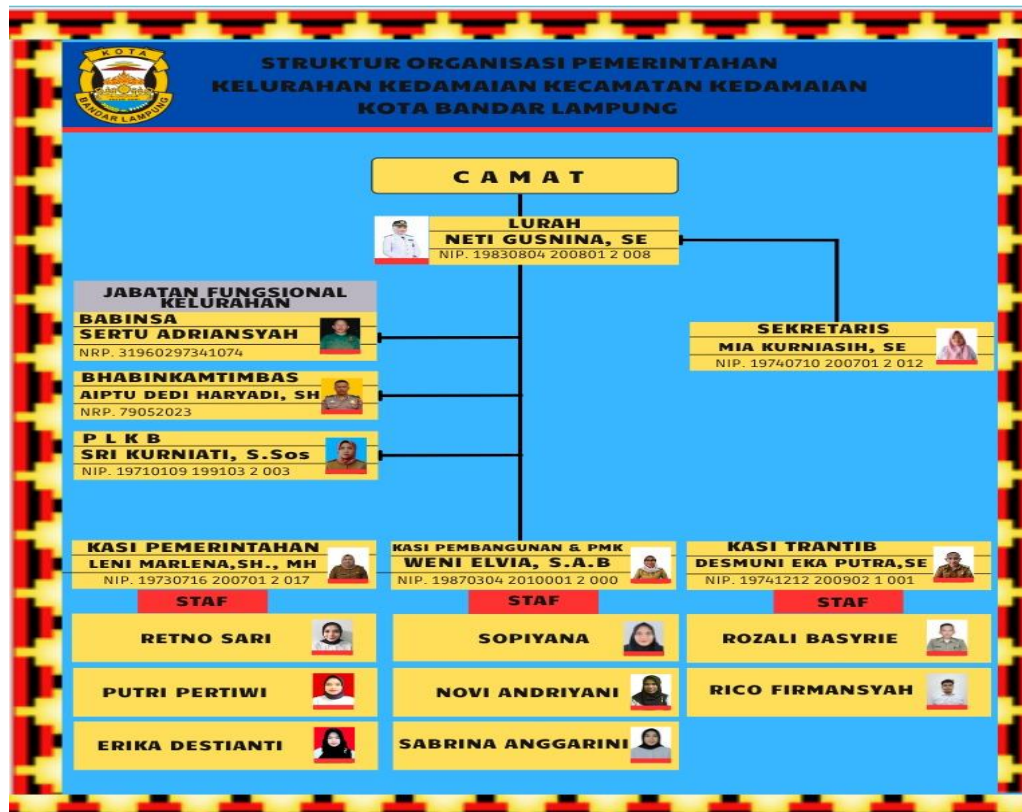 KOTA
BANDAR LAMPUNG
STRUKTUR ORGANISASI PEMERINTAHAN
KELURAHAN KEDAMAIAN KECAMATAN KEDAMAIAN
KOTA BANDAR LAMPUNG
CAMAT
LURAH
NETI GUSNINA, SE
NIP. 19830804 200801 2 008
JABATAN FUNGSIONAL
KELURAHAN
BABINSA
SERTU ADRIANSYAH
NRP. 31960297341074
BHABINKAMTIMBAS
AIPTU DEDI HARYADI, SH
NRP. 79052023
P L K B
SRI KURNIATI, S.Sos
NIP. 19710109 199103 2 003
SEKRETARIS
MIA KURNIASIH, SE
NIP. 19740710 200701 2 012
KASI PEMERINTAHAN
LENI MARLENA,SH., MH
NIP. 19730716 200701 2 017
STAF
RETNO SARI
PUTRI PERTIWI
ERIKA DESTIANTI
KASI PEMBANGUNAN & PMK
WENI ELVIA, S.A.B
NIP. 19870304 2010001 2 000
STAF
SOPIYANA
NOVI ANDRIYANI
SABRINA ANGGARINI
KASI TRANTIB
DESMUNI EKA PUTRA,SE
NIP. 19741212 200902 1 001
STAF
ROZALI BASYRIE
RICO FIRMANSYAH